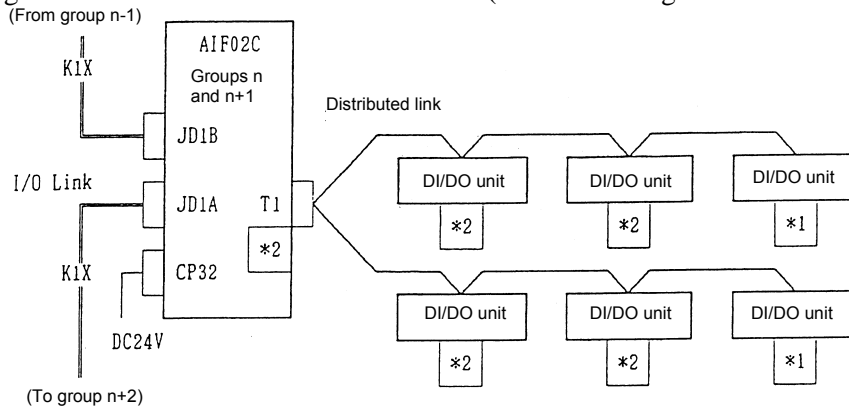 (From group n-1)
K1X
AIF02C
Groups n
and n+1
JD1B
I/O Link
JD1A
T1
*2
CP32
K1X
DC24V
(To group n+2)
Distributed link
DI/DO unit
DI/DO unit
DI/DO unit
*2
*2
*1
DI/DO unit
DI/DO unit
DI/DO unit
*2
*2
*1